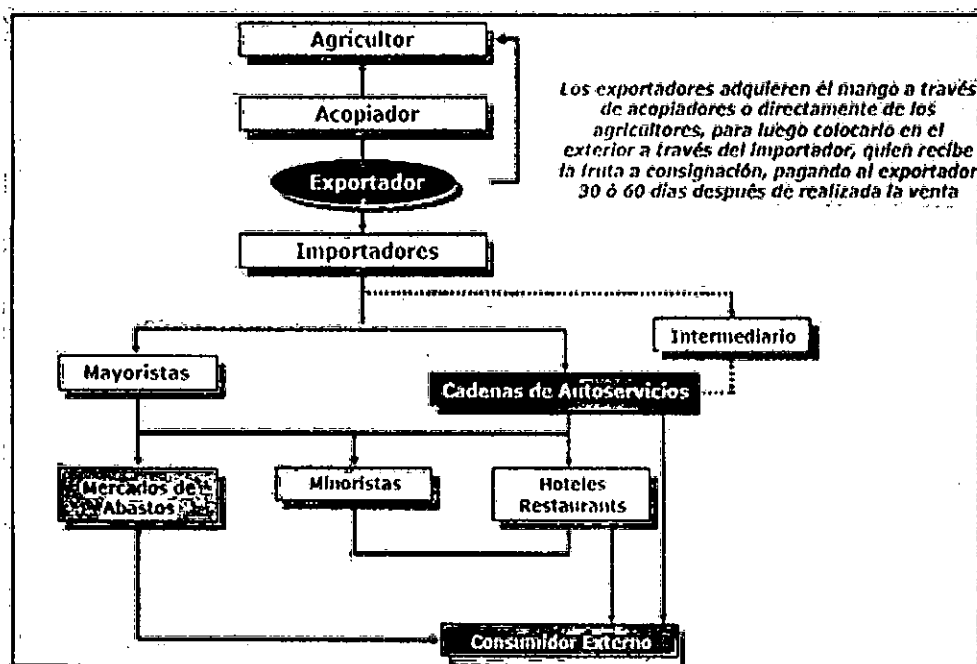 Agricultor
Los exportadores adquieren él mango a través
de acopiadores o directamente de los
agricultores, para luego colocarlo en el
exterior a través del importador, quien recibe
la fruta a consignación, pagando al exportador
30 ó 60 días después de realizada la venta
Acopiador
Exportador
Importadores
Intermediario
Mayoristas
Cadenas de Autoservicios
Mercados de
Abastos
Minoristas
Hoteles
Restaurants
Consumidor Externo